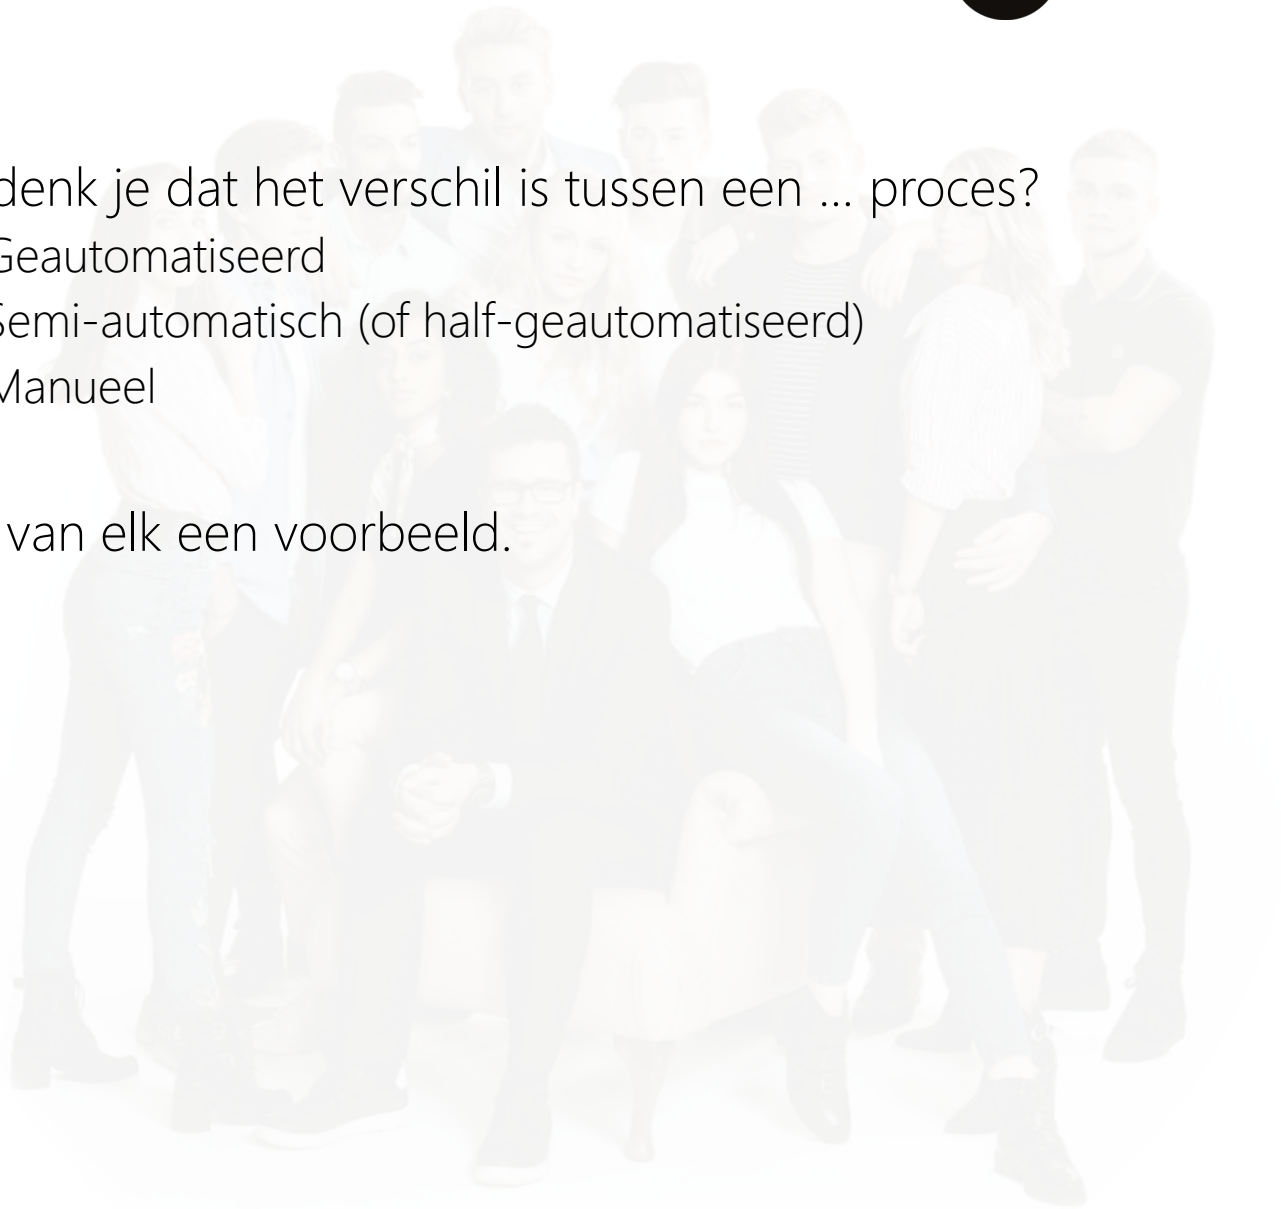 denk je dat het verschil is tussen een ... proces?
Geautomatiseerd
Semi-automatisch (of half-geautomatiseerd)
Manueel
van elk een voorbeeld.